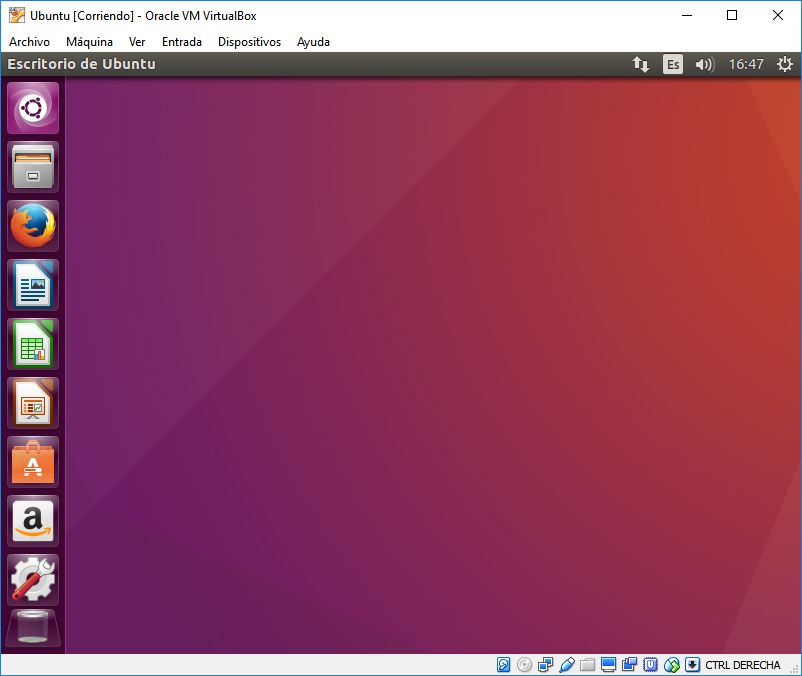 Ubuntu [Corriendo] - Oracle VM VirtualBox
Archivo Máquina Ver Entrada Dispositivos Ayuda
Escritorio de Ubuntu Es 16:47
A
a
CTRL DERECHA